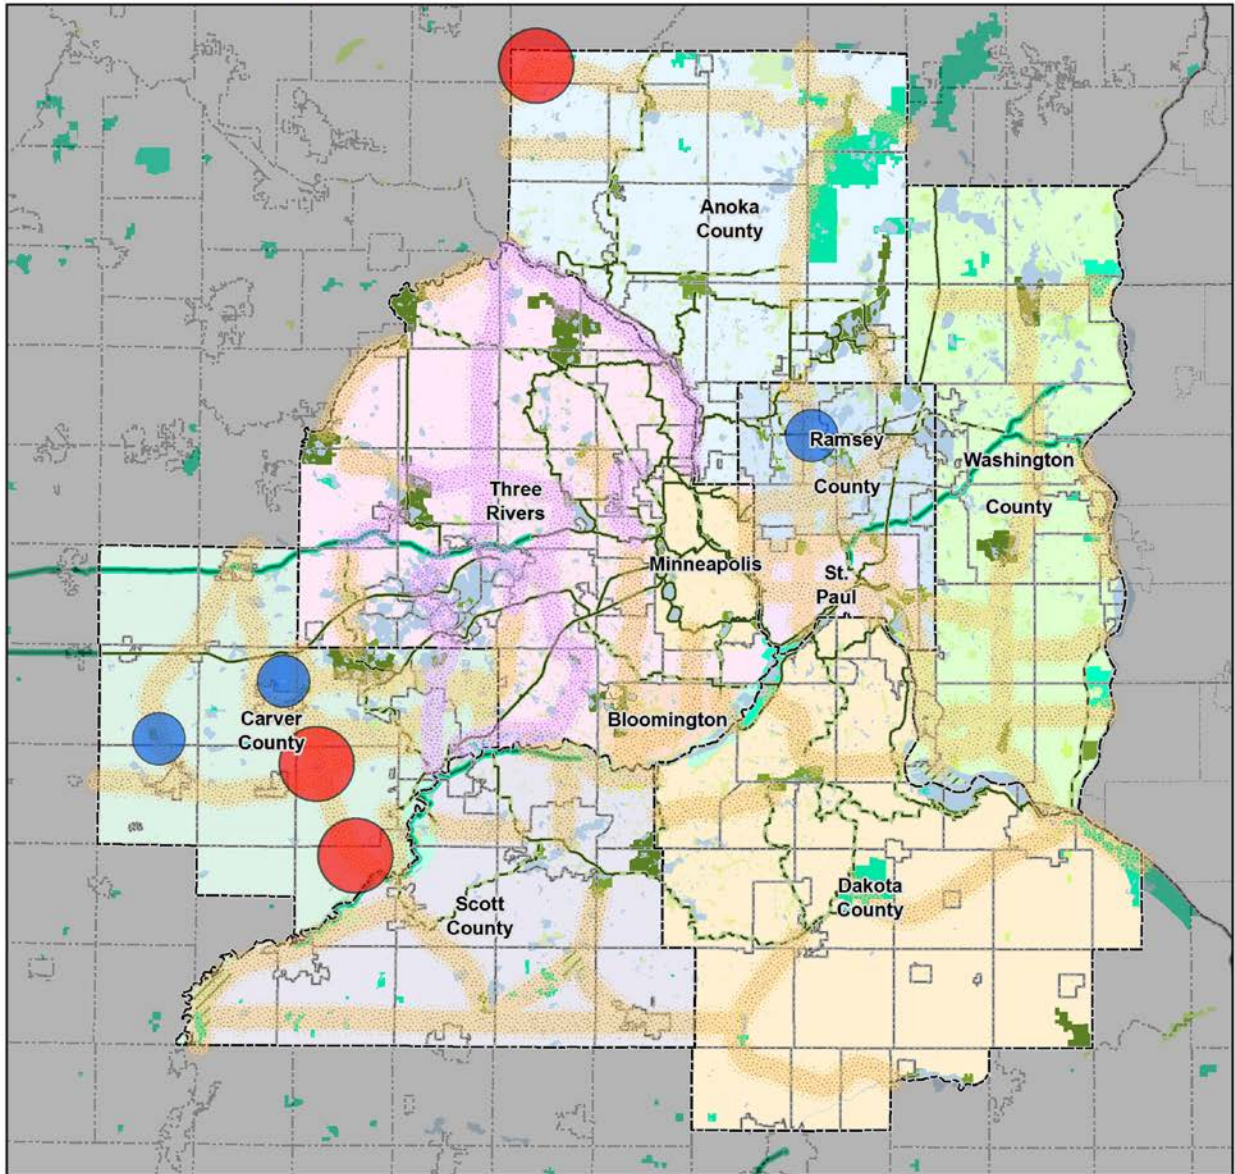 Anoka
County
Ramsey
County
Washington
County
Three
Rivers
Minneapolis
St.
Paul
Carver
County
Bloomington
Scott
County
Dakota
County